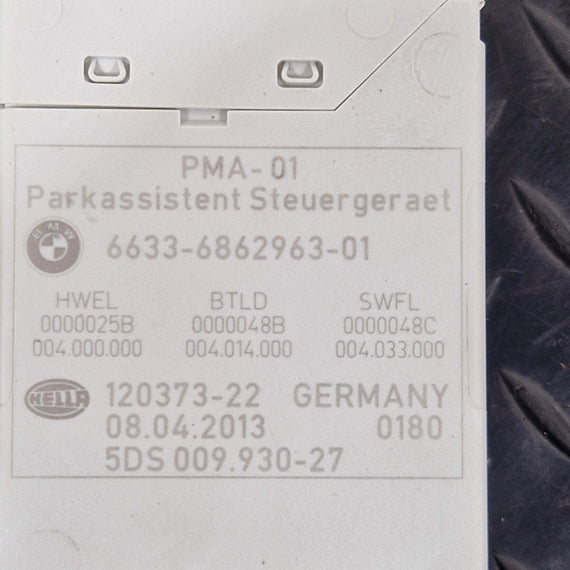 PMA-01
Parkassistent Steuergeraet
BMW 6633-6862963-01
HWEL BTLD SWFL
0000025B 0000048B 0000048C
004.000.000 004.014.000 004.033.000
HELLA 120373-22 GERMANY
08.04.2013 0180
5DS 009.930-27